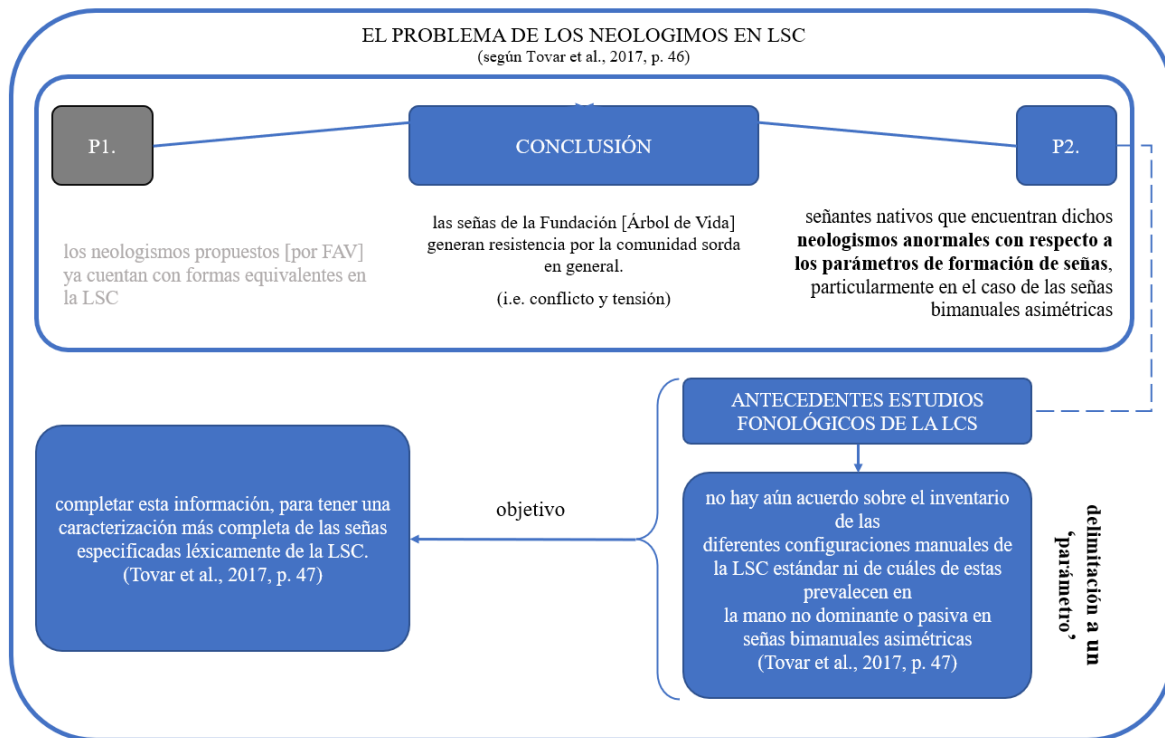 EL PROBLEMA DE LOS NEOLOGIMOS EN LSC
(según Tovar et al., 2017, p. 46)
P1.
CONCLUSIÓN
P2.
los neologismos propuestos [por FAV]
ya cuentan con formas equivalentes en
la LSC
las señas de la Fundación [Árbol de Vida]
generan resistencia por la comunidad sorda
en general.
(i.e. conflicto y tensión)
señantes nativos que encuentran dichos
neologismos anormales con respecto a
los parámetros de formación de señas,
particularmente en el caso de las señas
bimanuales asimétricas
ANTECEDENTES ESTUDIOS
FONOLÓGICOS DE LA LCS
completar esta información, para tener una
caracterización más completa de las señas
especificadas léxicamente de la LSC.
(Tovar et al., 2017, p. 47)
objetivo
no hay aún acuerdo sobre el inventario
de las
diferentes configuraciones manuales de
la LSC estándar ni de cuáles de estas
prevalecen en
la mano no dominante o pasiva en
señas bimanuales asimétricas
(Tovar et al., 2017, p. 47)
delimitación a un
‘parámetro’